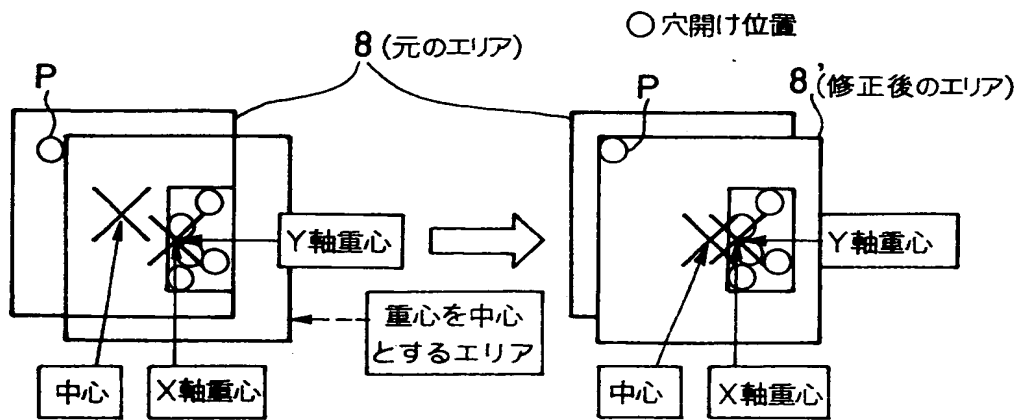 ○穴開け位置
8(元のエリア)
P
Y軸重心
重心を中心
とするエリア
中心
X軸重心
8'(修正後のエリア)
P
Y軸重心
中心
X軸重心